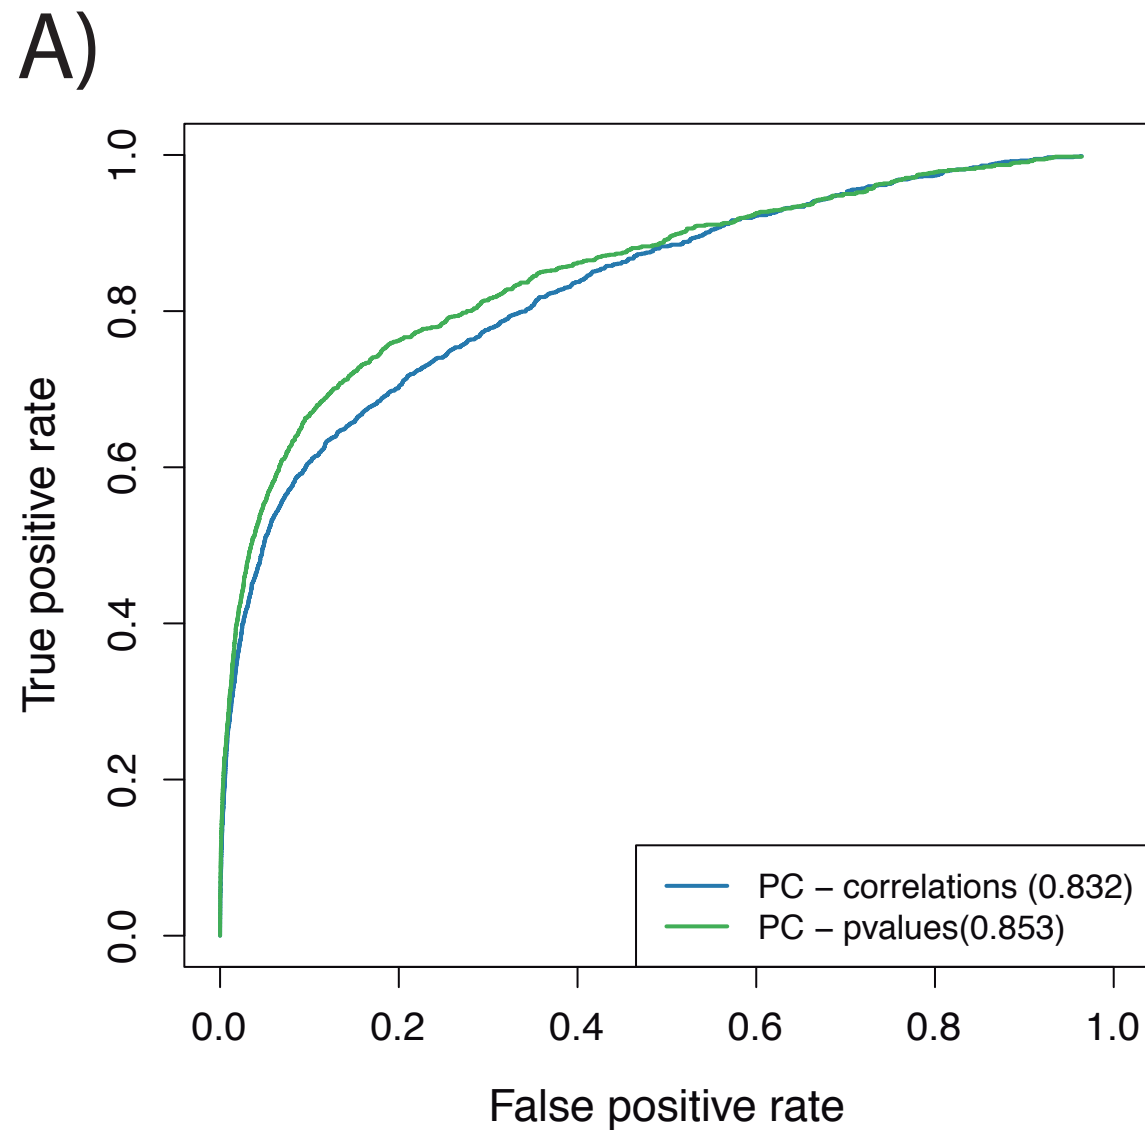 A)
True positive rate
1.0
0.8
0.6
0.4
0.2
0.0
PC – correlations (0.832)
PC – pvalues(0.853)
0.0 0.2 0.4 0.6 0.8 1.0
False positive rate